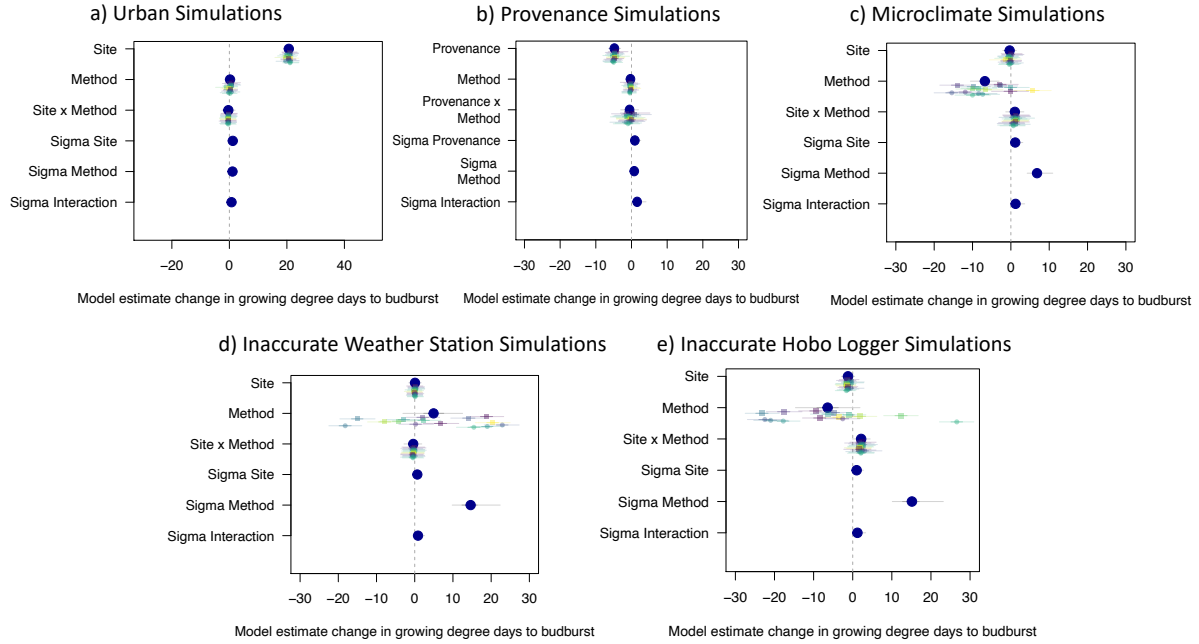 a) Urban Simulations
Site
Method
Site x Method
Sigma Site
Sigma Method
Sigma Interaction
−20 0 20 40
Model estimate change in growing degree days to budburst
b) Provenance Simulations
Provenance
Method
Provenance x
Method
Sigma Provenance
Sigma
Method
Sigma Interaction
−30 −20 −10 0 10 20 30
Model estimate change in growing degree days to budburst
c) Microclimate Simulations
Site
Method
Site x Method
Sigma Site
Sigma Method
Sigma Interaction
−30 −20 −10 0 10 20 30
Model estimate change in growing degree days to budburst
d) Inaccurate Weather Station Simulations
Site
Method
Site x Method
Sigma Site
Sigma Method
Sigma Interaction
−30 −20 −10 0 10 20 30
Model estimate change in growing degree days to budburst
e) Inaccurate Hobo Logger Simulations
Site
Method
Site x Method
Sigma Site
Sigma Method
Sigma Interaction
−30 −20 −10 0 10 20 30
Model estimate change in growing degree days to budburst